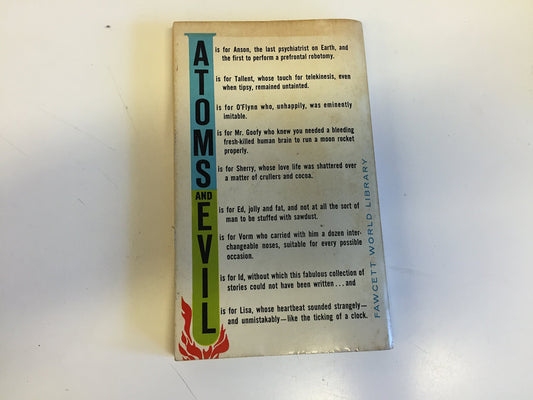 A is for Anson, the last psychiatrist on Earth, and
the first to perform a prefrontal robotomy.
T is for Tallent, whose touch for telekinesis, even
when tipsy, remained untainted.
O is for O'Flynn who, unhappily, was eminently
imitable.
M is for Mr. Goofy who knew you needed a bleeding
fresh-killed human brain to run a moon rocket
properly.
S is for Sherry, whose love life was shattered over
a matter of crullers and cocoa.
AND
E is for Ed, jolly and fat, and not at all the sort of
man to be stuffed with sawdust.
V is for Vorm who carried with him a dozen inter-
changeable noses, suitable for every possible
occasion.
I is for Id, without which this fabulous collection of
stories could not have been written...and
L is for Lisa, whose heartbeat sounded strangely—
and unmistakably—like the ticking of a clock.
FAWCETT WORLD LIBRARY